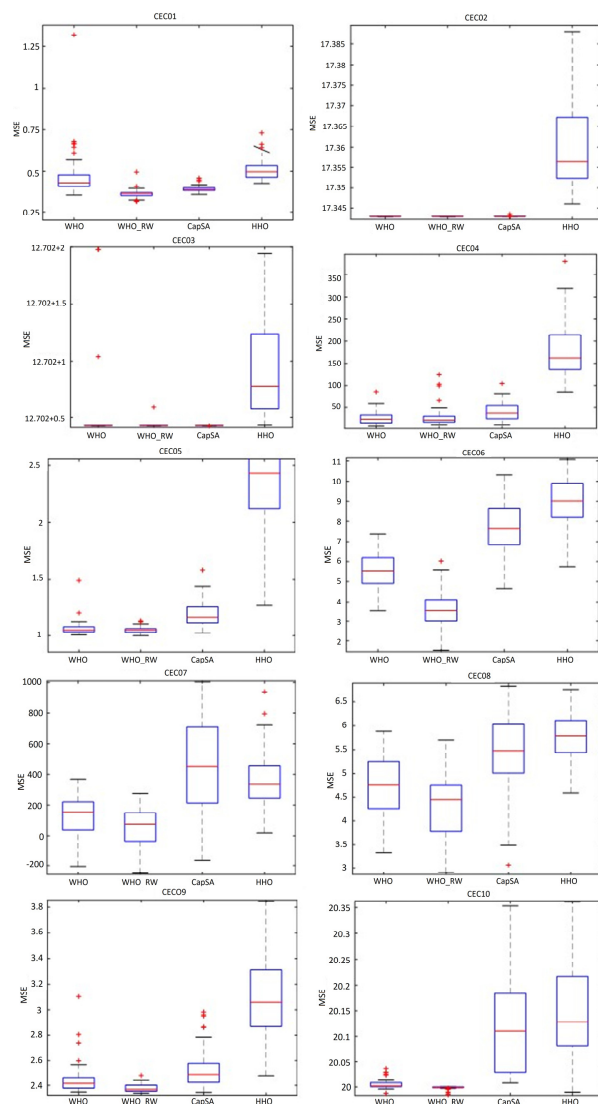 CEC01
CEC02
1.25
1
0.75
0.5
0.25
MSE
WHO WHO_RW CapSA HHO
17.385
17.38
17.37
17.365
17.36
17.355
17.345
MSE
WHO WHO_RW CapSA HHO
CEC03
CEC04
12.702+2
12.702+1.5
12.702+1
12.702+0.5
MSE
WHO WHO_RW CapSA HHO
350
300
250
200
150
100
50
MSE
WHO WHO_RW CapSA HHO
CEC05
CEC06
2.5
2
1.5
1
MSE
WHO WHO_RW CapSA HHO
11
10
9
8
7
6
5
4
3
2
MSE
WHO WHO_RW CapSA HHO
CEC07
CEC08
1000
800
600
400
200
0
-200
MSE
WHO WHO_RW CapSA HHO
6.5
6
5.5
5
4.5
4
3.5
3
MSE
WHO WHO_RW CapSA HHO
CECO9
CEC10
3.8
3.6
3.4
3.2
3
2.8
2.6
2.4
MSE
WHO WHO_RW CapSA HHO
20.35
20.3
20.25
20.2
20.15
20.1
20.05
20
MSE
WHO WHO_RW CapSA HHO